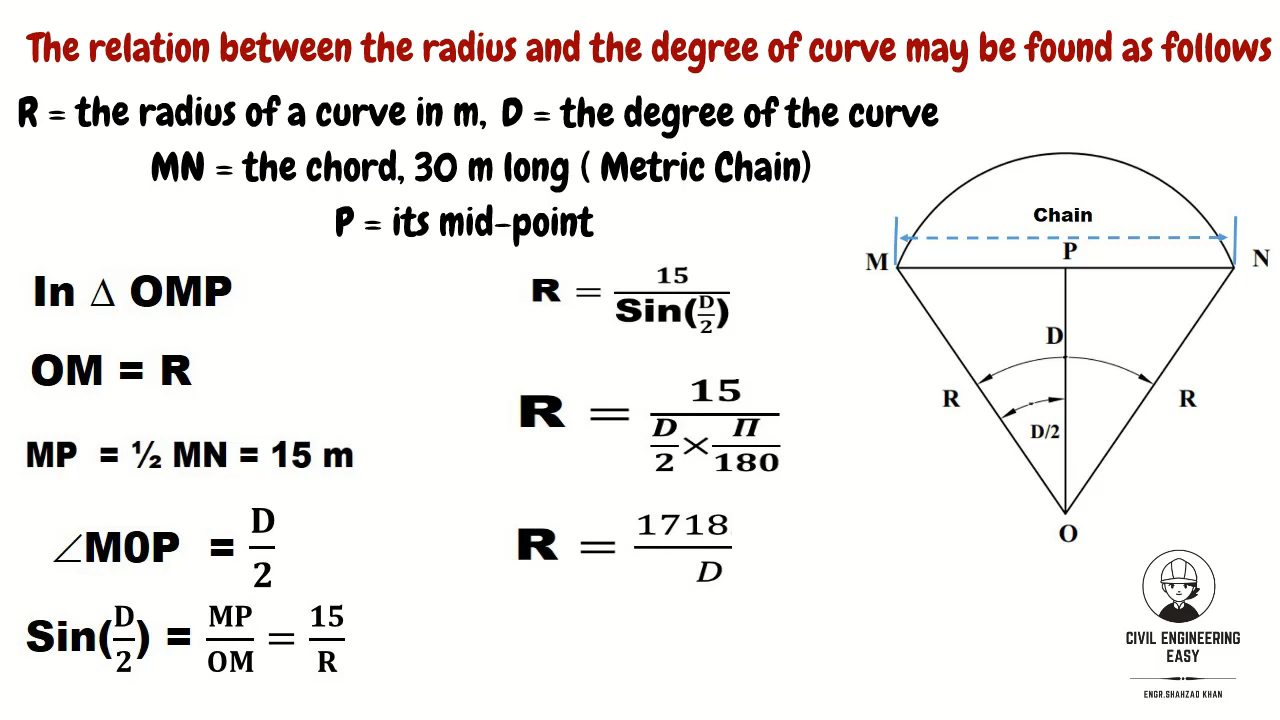 The relation between the radius and the degree of curve may be found as follows
R = the radius of a curve in m, D = the degree of the curve
MN = the chord, 30 m long ( Metric Chain)
P = its mid-point
In Δ OMP
OM = R
MP = ½ MN = 15 m
∠MOP = D/2
Sin(D/2) = MP/OM = 15/R
R = 15/Sin(D/2)
R = 15/(D/2 × Π/180)
R = 1718/D
Chain
M
P
N
D
R
R
D/2
O
CIVIL ENGINEERING
EASY
ENGR.SHAHZAD KHAN